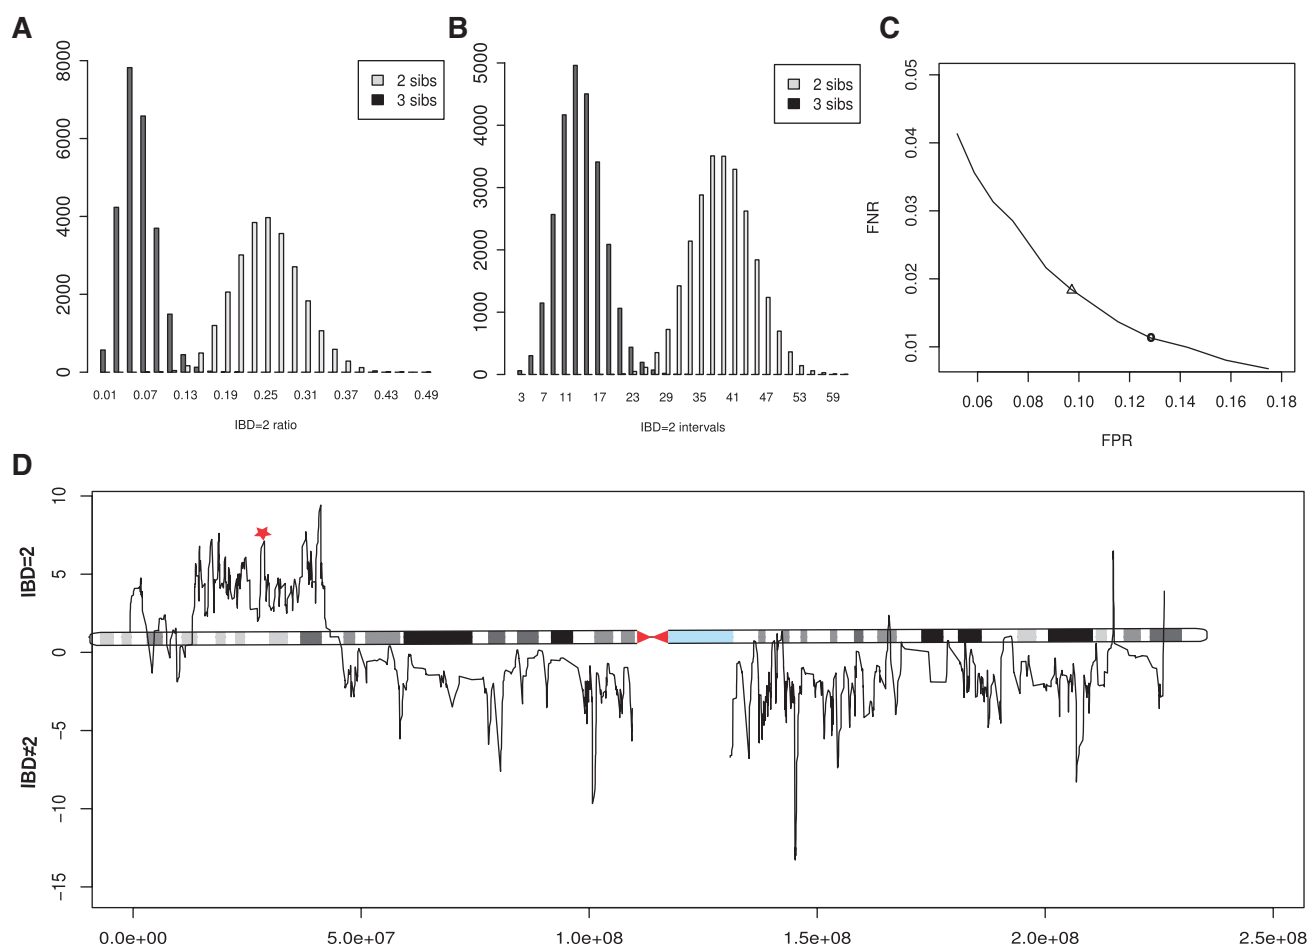 A
B
C
8000
6000
4000
2000
0
2 sibs
3 sibs
0.01 0.07 0.13 0.19 0.25 0.31 0.37 0.43 0.49
IBD=2 ratio
5000
4000
3000
2000
1000
0
2 sibs
3 sibs
3 7 11 17 23 29 35 41 47 53 59
IBD=2 intervals
0.05
0.04
0.03
0.02
0.01
FNR
0.06 0.08 0.10 0.12 0.14 0.16 0.18
FPR
D
10
5
0
−5
−10
−15
IBD=2
IBD≠2
0.0e+00 5.0e+07 1.0e+08 1.5e+08 2.0e+08 2.5e+08